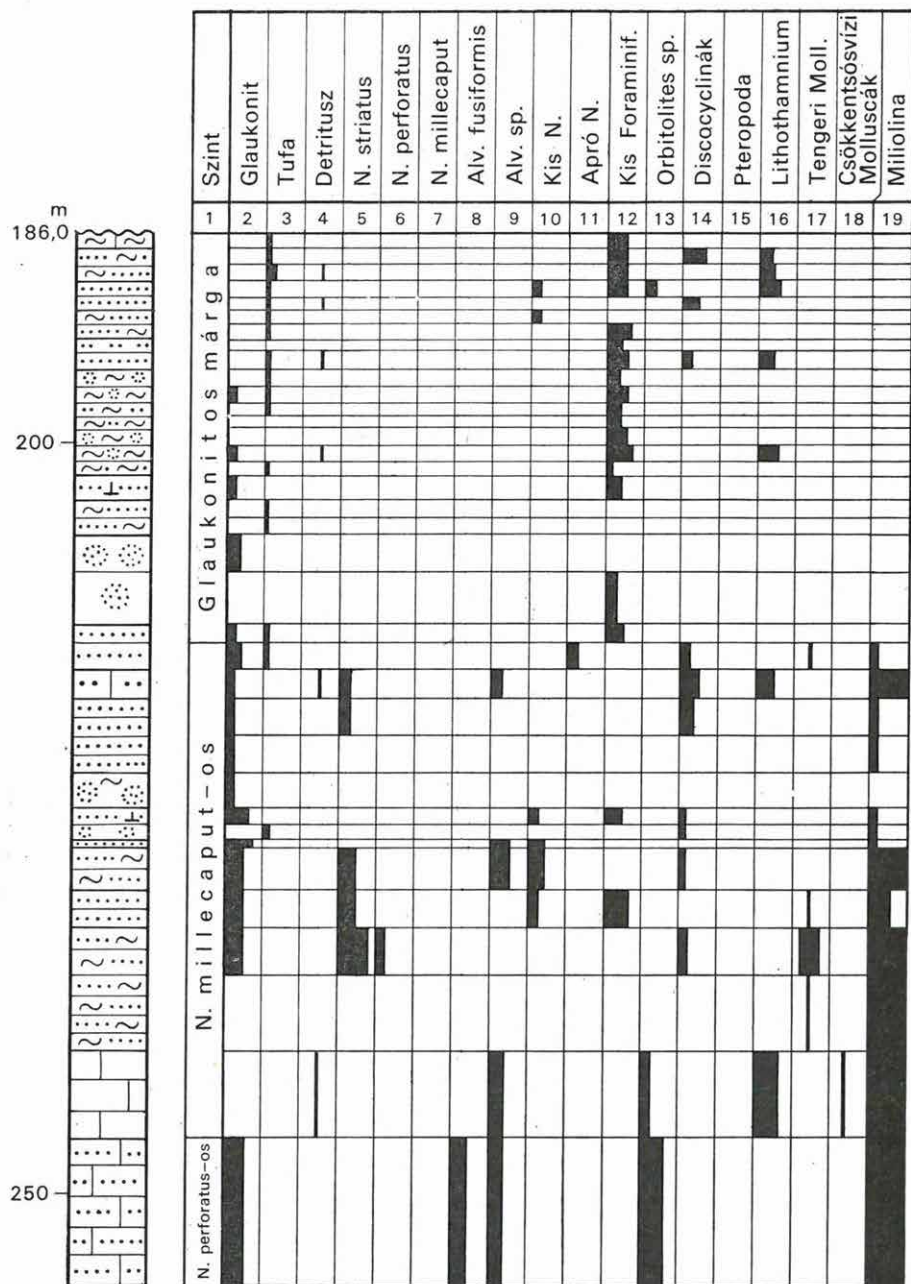 Szint
Glaukonit
Tufa
Detritusz
N. striatus
N. perforatus
N. millecaput
Alv. fusiformis
Alv. sp.
Kis N.
Apró N.
Kis Foraminif.
Orbitolites sp.
Discocyclinák
Pteropoda
Lithothamnium
Tengeri Moll.
Csökkentsósvízi
Molluscák
Miliolina
1 2 3 4 5 6 7 8 9 10 11 12 13 14 15 16 17 18 19
m
186,0
200
250
Glaukonitos márga
N. millecaput-os
N. perforatus-os